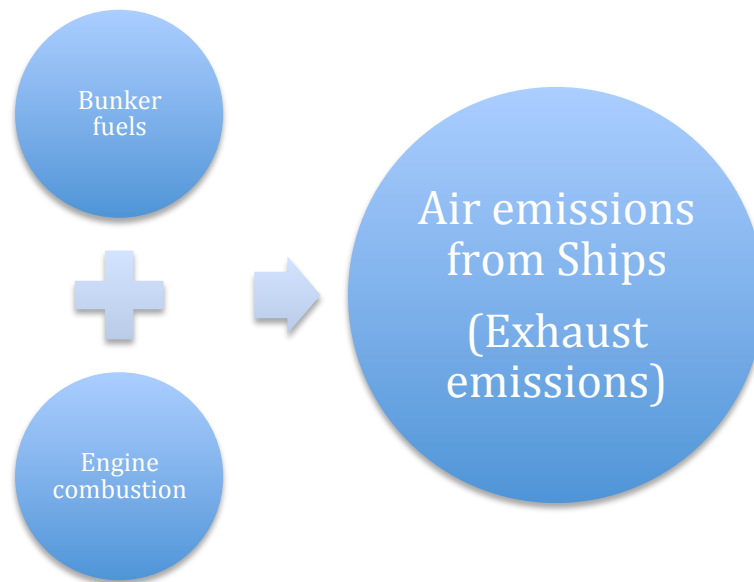 Bunker
fuels
Engine
combustion
Air emissions
from Ships
(Exhaust
emissions)